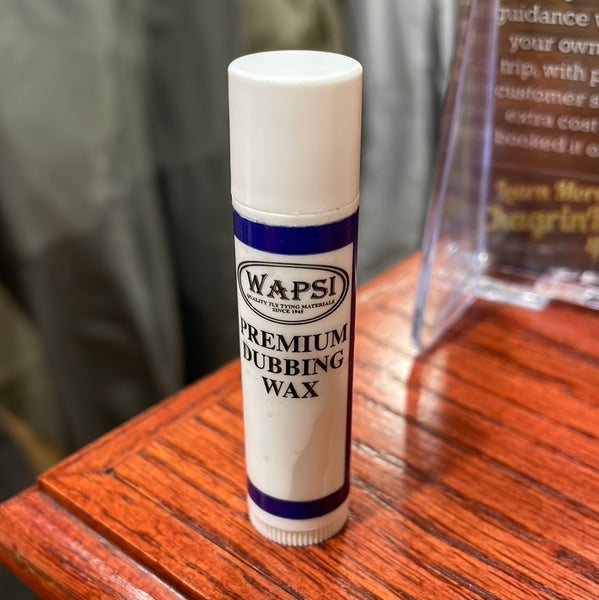 WAPSI
QUALITY FLY TYING MATERIALS
SINCE 1945
PREMIUM
DUBBING
WAX
guidance
your own
trip, with
customer
extra cost
booked it
Learn More